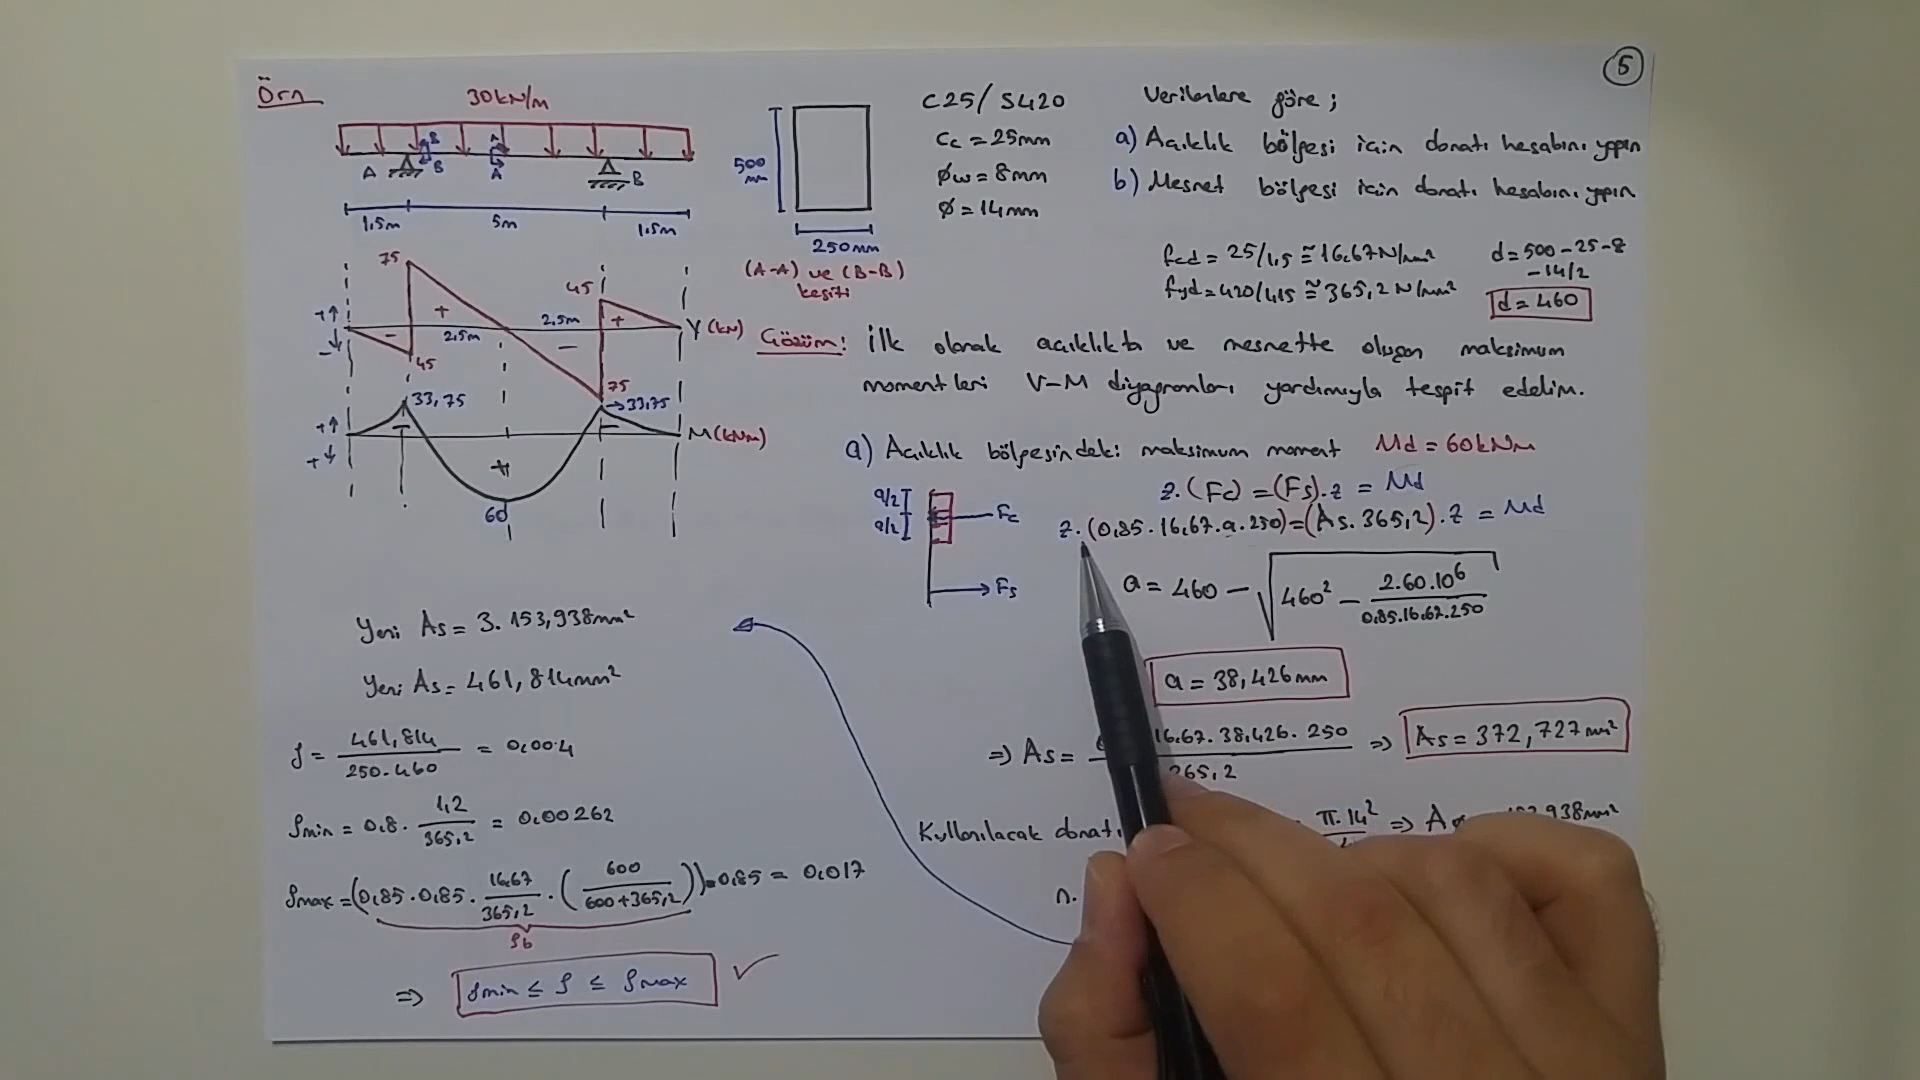 5
Örn
30kN/m
A B B A A B
1.5m 5m 1.5m
500 mm
250mm
(A-A) ve (B-B)
kesiti
C25/S420
Cc = 25mm
Øw = 8mm
Ø = 14mm
Verilenlere göre;
a) Açıklık bölgesi için donatı hesabını yapın
b) Mesnet bölgesi için donatı hesabını yapın
fcd = 25/1,5 ≅ 16.67N/mm²
fyd = 420/1,15 ≅ 365,2 N/mm²
d = 500-25-8
-14/2
d = 460
75 + 2,5m - 45
2,5m - 45 + 75
V (kN)
33,75 33,75
- + -
60
M(kNm)
Çözüm: İlk olarak açıklıkta ve mesnette oluşan maksimum
momentleri V-M diyagramları yardımıyla tespit edelim.
a) Açıklık bölgesindeki maksimum moment Md = 60kNm
a/2
a/2
Fc
Fs
z.(Fc) = (Fs).z = Md
z.(0,85.16,67.a.250) = (As.365,2).z = Md
a = 460 - √460² - 2.60.10⁶ / 0,85.16,67.250
a = 38,426mm
⇒ As = 16.67.38,426.250 / 365,2 ⇒ As = 372,727mm²
Kullanılacak donatı = π.14² ⇒ 938mm²
n.
Yeni As = 3.153,938mm²
Yeni As = 461,814mm²
ρ = 461,814 / 250.460 = 0,004
ρmin = 0,8 . 1,2 / 365,2 = 0,00262
ρmax = (0,85.0,85. 16,67 / 365,2 . (600 / 600+365,2)).0,85 = 0,017
ρb
⇒ ρmin ≤ ρ ≤ ρmax ✓